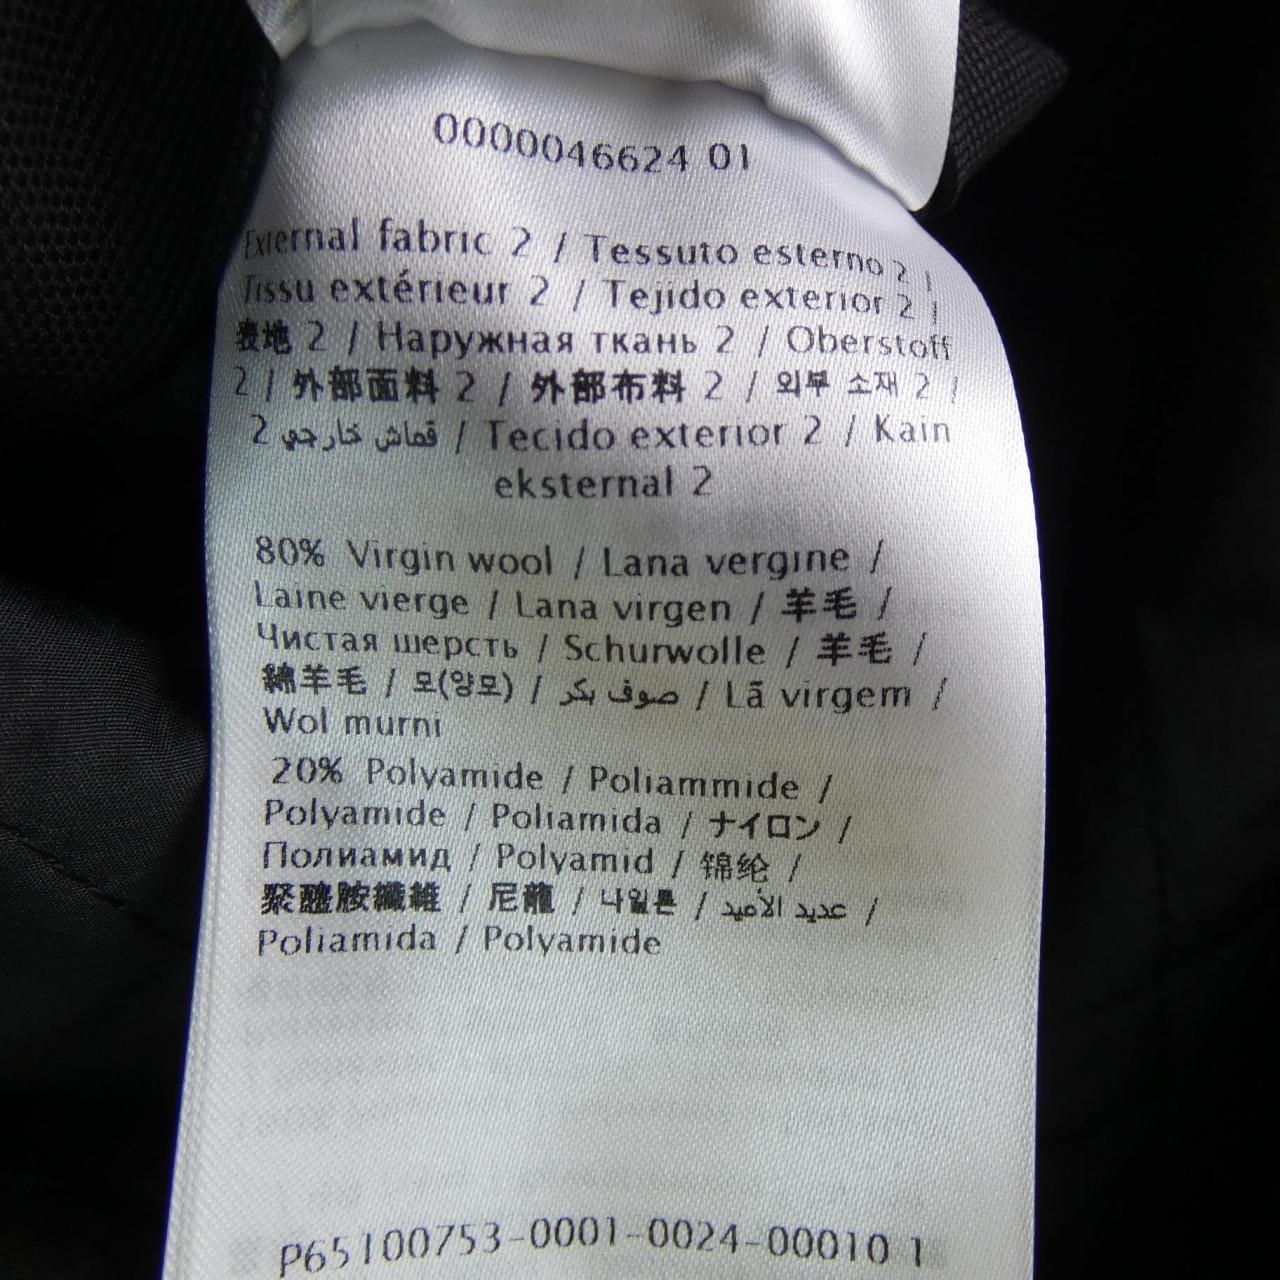 0000046624 01
External fabric 2 / Tessuto esterno 2 /
Tissu extérieur 2 / Tejido exterior 2 /
表地 2 / Наружная ткань 2 / Oberstoff
2 / 外部面料 2 / 外部布料 2 / 외부 소재 2 /
قماش خارجي 2 / Tecido exterior 2 / Kain
eksternal 2
80% Virgin wool / Lana vergine /
Laine vierge / Lana virgen / 羊毛 /
Чистая шерсть / Schurwolle / 羊毛 /
綿羊毛 / 모(양모) / صوف بكر / Lã virgem /
Wol murni
20% Polyamide / Poliammide /
Polyamide / Poliamida / ナイロン /
Полиамид / Polyamid / 锦纶 /
聚醯胺纖維 / 尼龍 / 나일론 / عديد الأميد /
Poliamida / Polyamide
P65100753-0001-0024-00010 1